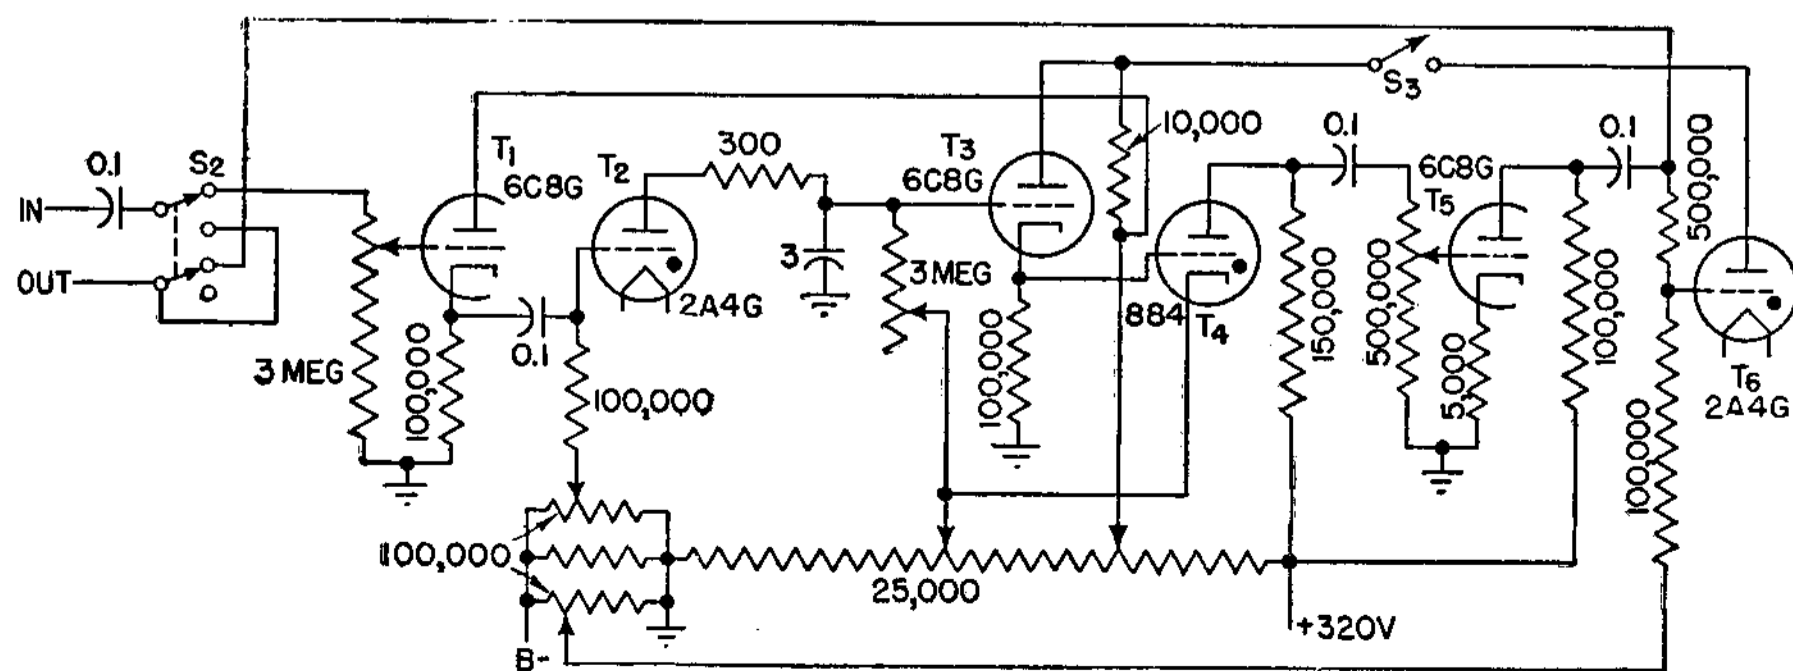 0.1
S2
IN
OUT
3 MEG
T1
6C8G
100,000
0.1
T2
2A4G
300
100,000
3
3 MEG
T3
6C8G
100,000
10,000
884
T4
150,000
0.1
500,000
6C8G
T5
5,000
100,000
0.1
S3
500,000
T6
2A4G
100,000
100,000
25,000
+320V
B-